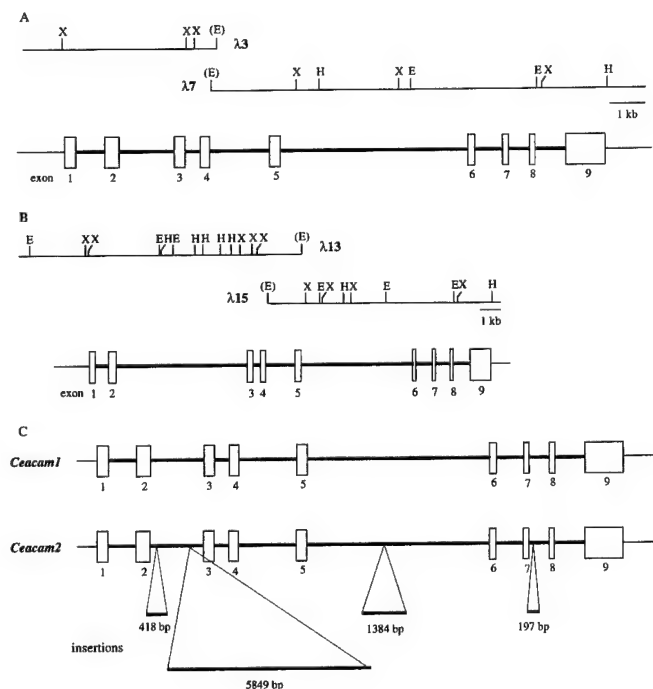 A
X X X (E) λ3
λ7 (E) X H X E E X H
1 kb
exon 1 2 3 4 5 6 7 8 9
B
E X X E H E H H H H X X X (E) λ13
λ15 (E) X E X H X E E X H
1 kb
exon 1 2 3 4 5 6 7 8 9
C
Ceacam1
1 2 3 4 5 6 7 8 9
Ceacam2
1 2 3 4 5 6 7 8 9
418 bp 1384 bp 197 bp
insertions
5849 bp